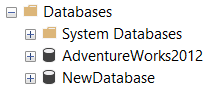 Databases
System Databases
AdventureWorks2012
NewDatabase